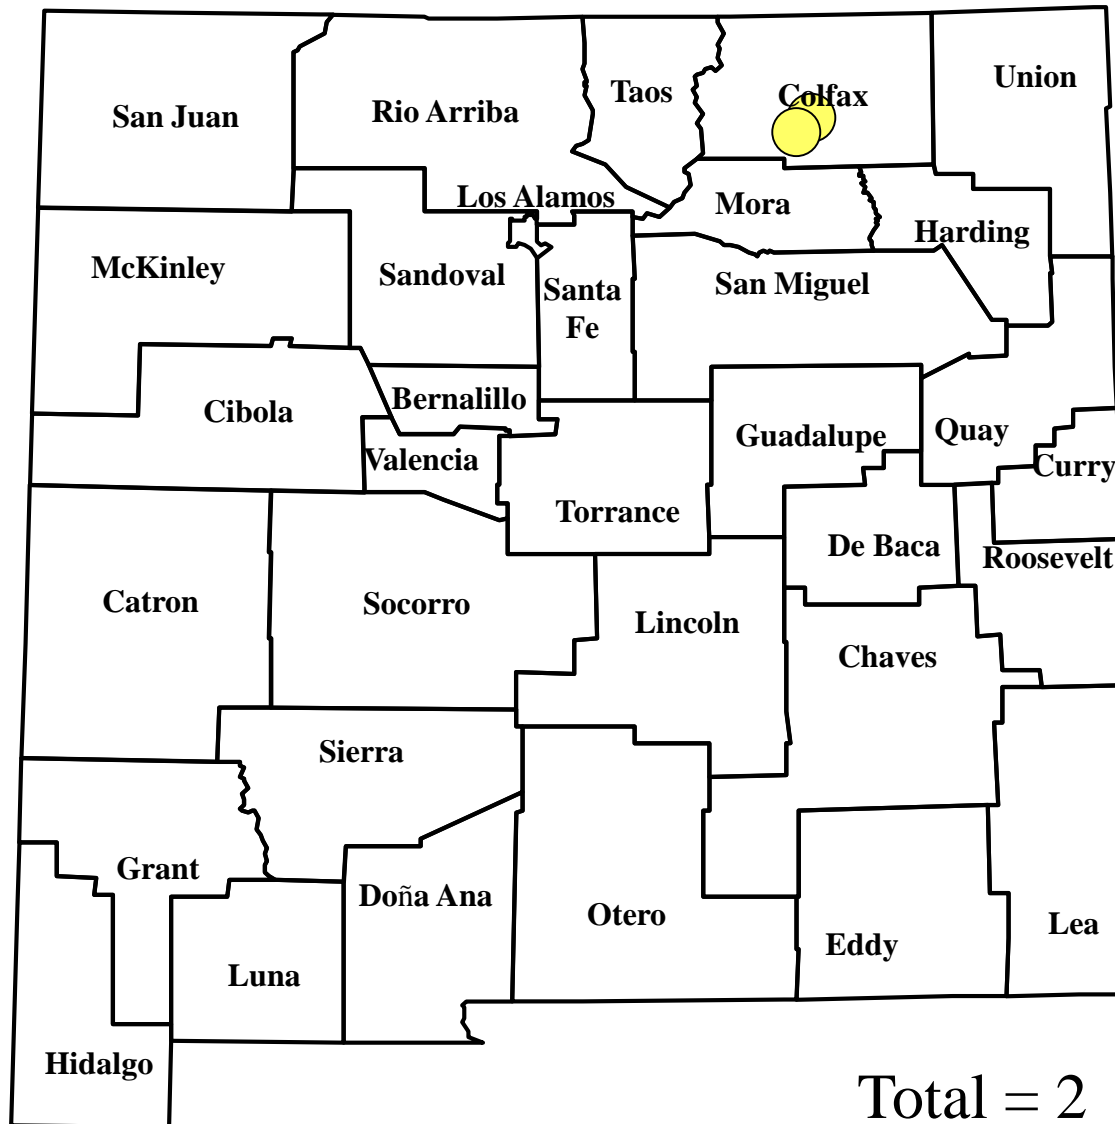 Union
Taos
Colfax
Rio Arriba
San Juan
Los Alamos
Mora
Harding
McKinley
Sandoval
San Miguel
Santa
Fe
Bernalillo
Cibola
Guadalupe
Quay
Valencia
Curry
Torrance
De Baca
Roosevelt
Catron
Socorro
Lincoln
Chaves
Sierra
Grant
Doña Ana
Otero
Lea
Eddy
Luna
Hidalgo
Total = 2